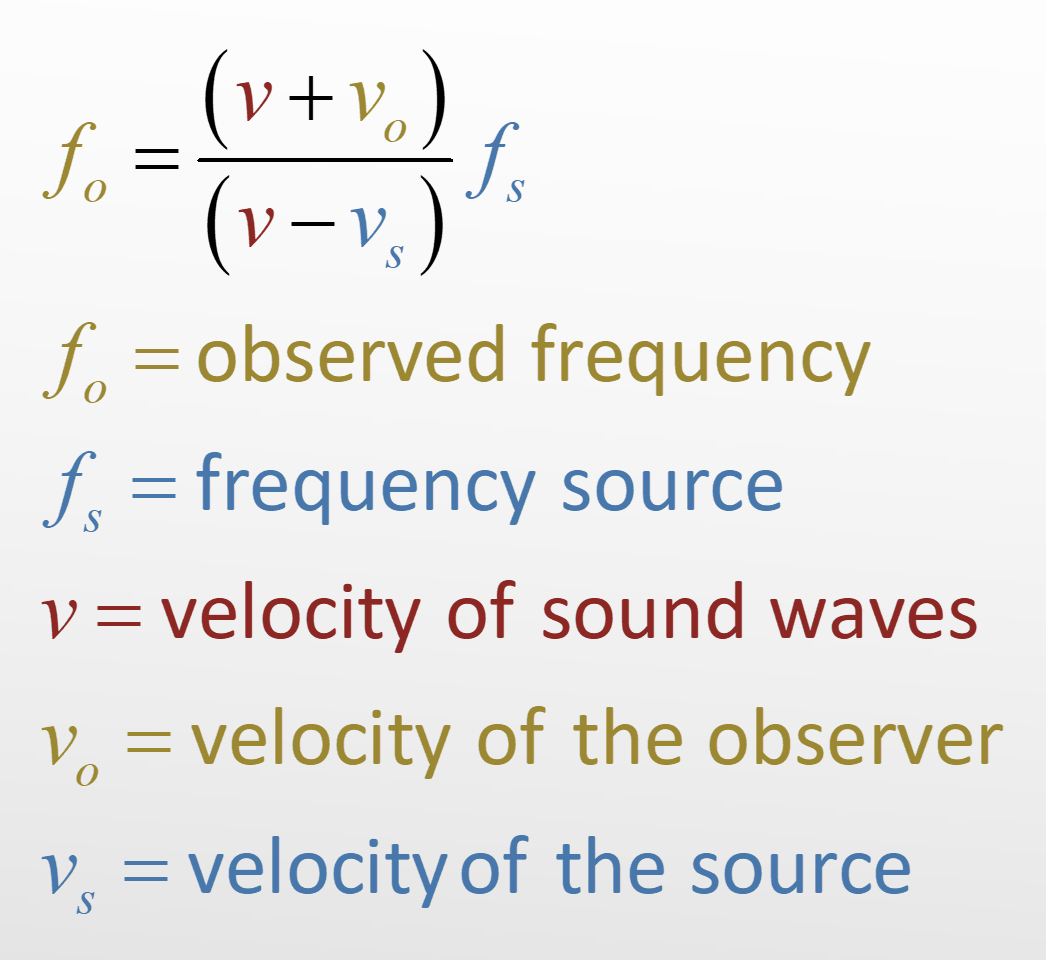 fₒ = (v + vₒ) / (v − vₛ) fₛ
fₒ = observed frequency
fₛ = frequency source
v = velocity of sound waves
vₒ = velocity of the observer
vₛ = velocity of the source